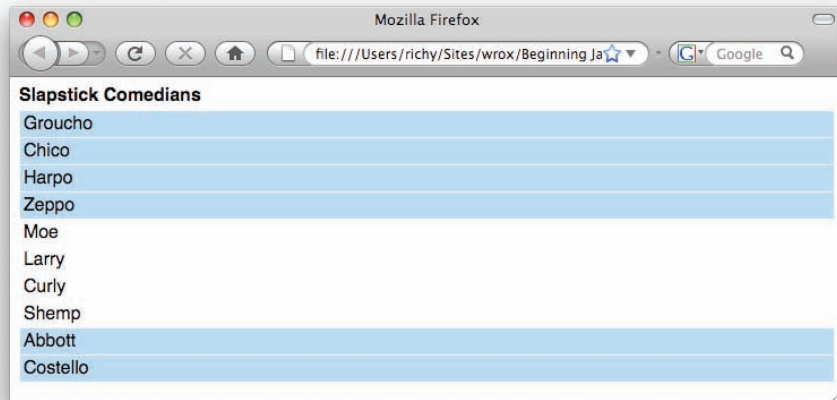 Mozilla Firefox
file:///Users/richy/Sites/wrox/Beginning Ja
G Google
Slapstick Comedians
Groucho
Chico
Harpo
Zeppo
Moe
Larry
Curly
Shemp
Abbott
Costello